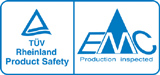 TÜV
Rheinland
Product Safety
EMC
Production inspected